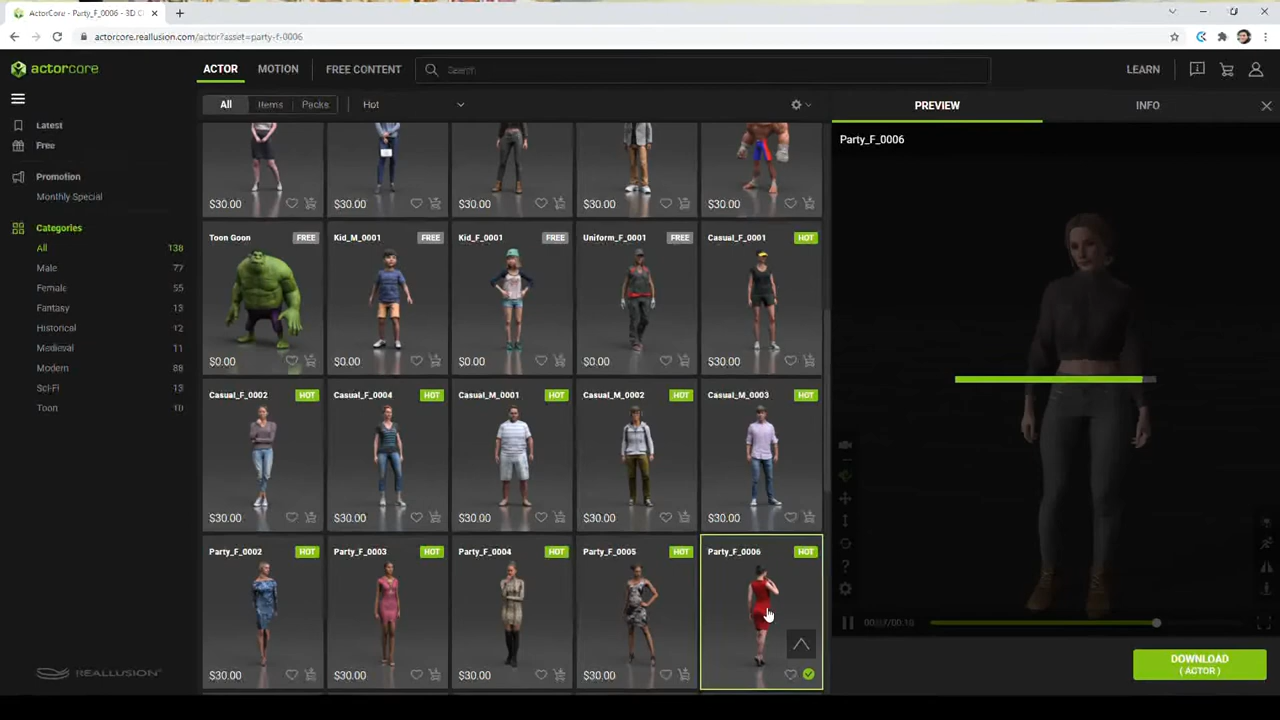 ActorCore - Party_F_0006 - 3D C
actorcore.reallusion.com/actor?asset=party-f-0006
actorcore
ACTOR
MOTION
FREE CONTENT
Search
LEARN
All
Items
Packs
Hot
PREVIEW
INFO
Latest
Free
Promotion
Monthly Special
Categories
All 138
Male 77
Female 55
Fantasy 13
Historical 12
Medieval 11
Modern 88
Sci-Fi 13
Toon 10
REALLUSION
$30.00
$30.00
$30.00
$30.00
$30.00
Toon Goon FREE
Kid_M_0001 FREE
Kid_F_0001 FREE
Uniform_F_0001 FREE
Casual_F_0001 HOT
$0.00
$0.00
$0.00
$0.00
$30.00
Casual_F_0002 HOT
Casual_F_0004 HOT
Casual_M_0001 HOT
Casual_M_0002 HOT
Casual_M_0003 HOT
$30.00
$30.00
$30.00
$30.00
$30.00
Party_F_0002 HOT
Party_F_0003 HOT
Party_F_0004 HOT
Party_F_0005 HOT
Party_F_0006 HOT
$30.00
$30.00
$30.00
$30.00
Party_F_0006
DOWNLOAD
( ACTOR )